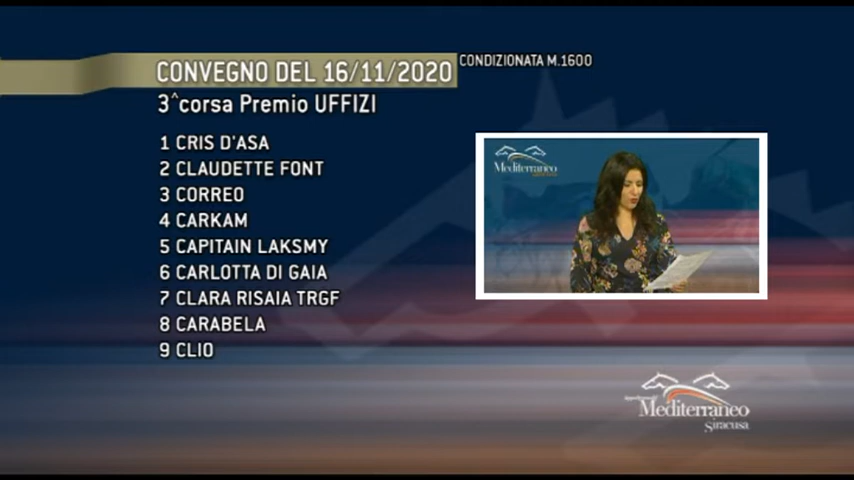 CONVEGNO DEL 16/11/2020
CONDIZIONATA M.1600
3^corsa Premio UFFIZI
1 CRIS D'ASA
2 CLAUDETTE FONT
3 CORREO
4 CARKAM
5 CAPITAIN LAKSMY
6 CARLOTTA DI GAIA
7 CLARA RISAIA TRGF
8 CARABELA
9 CLIO
Mediterraneo
Mediterraneo
Siracusa